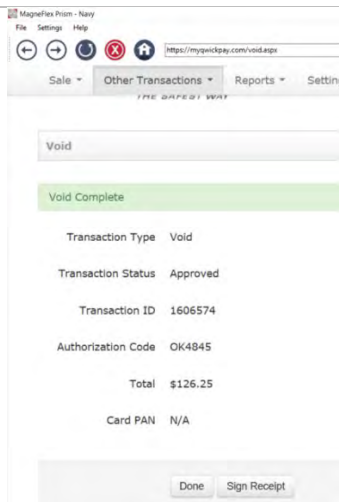 MagneFlex Prism - Navy
File Settings Help
https://myqwickpay.com/void.aspx
Sale Other Transactions Reports Settin
THE SAFEST WAY
Void
Void Complete
Transaction Type Void
Transaction Status Approved
Transaction ID 1606574
Authorization Code OK4845
Total $126.25
Card PAN N/A
Done Sign Receipt